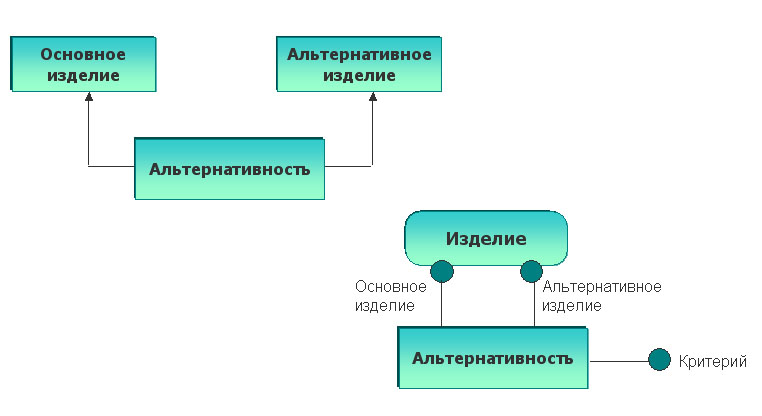 Основное
изделие
Альтернативное
изделие
Альтернативность
Изделие
Основное
изделие
Альтернативное
изделие
Альтернативность
Критерий